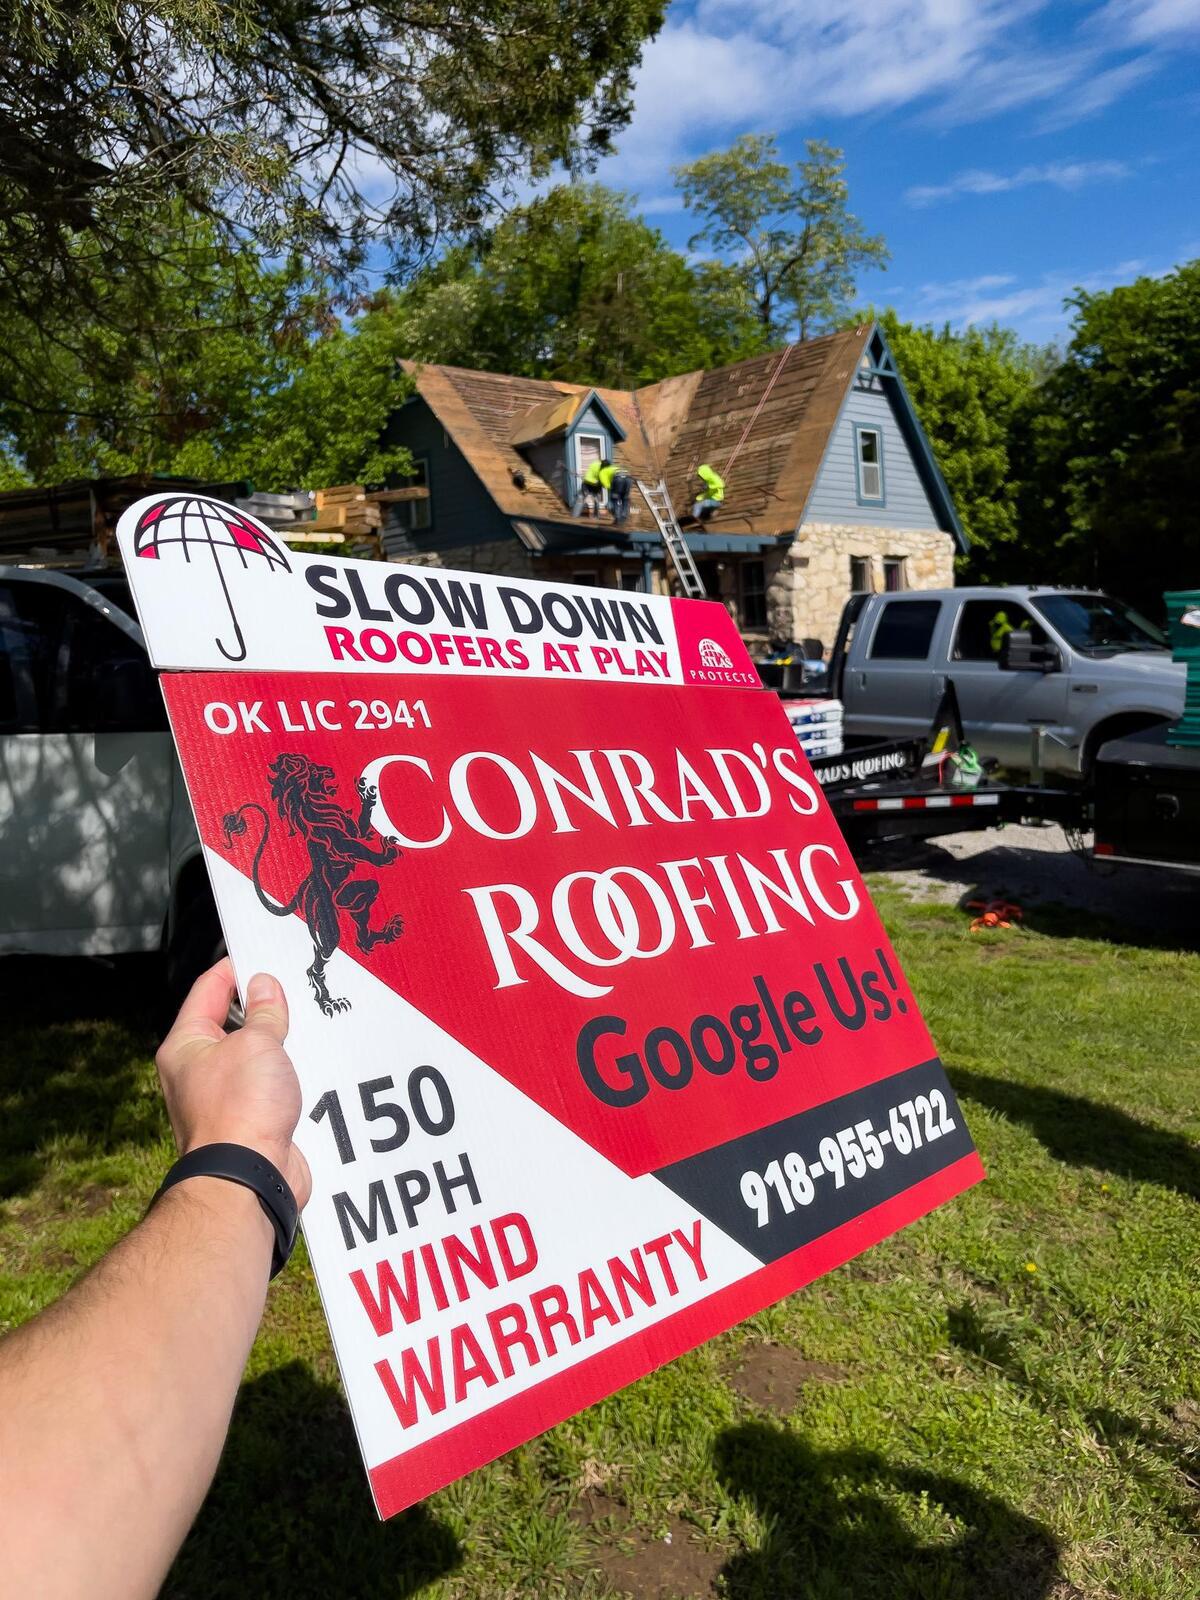 SLOW DOWN
ROOFERS AT PLAY
ATLAS
PROTECTS
OK LIC 2941
CONRAD'S
ROOFING
Google Us!
918-955-6722
150
MPH
WIND
WARRANTY
RAD'S ROOFING